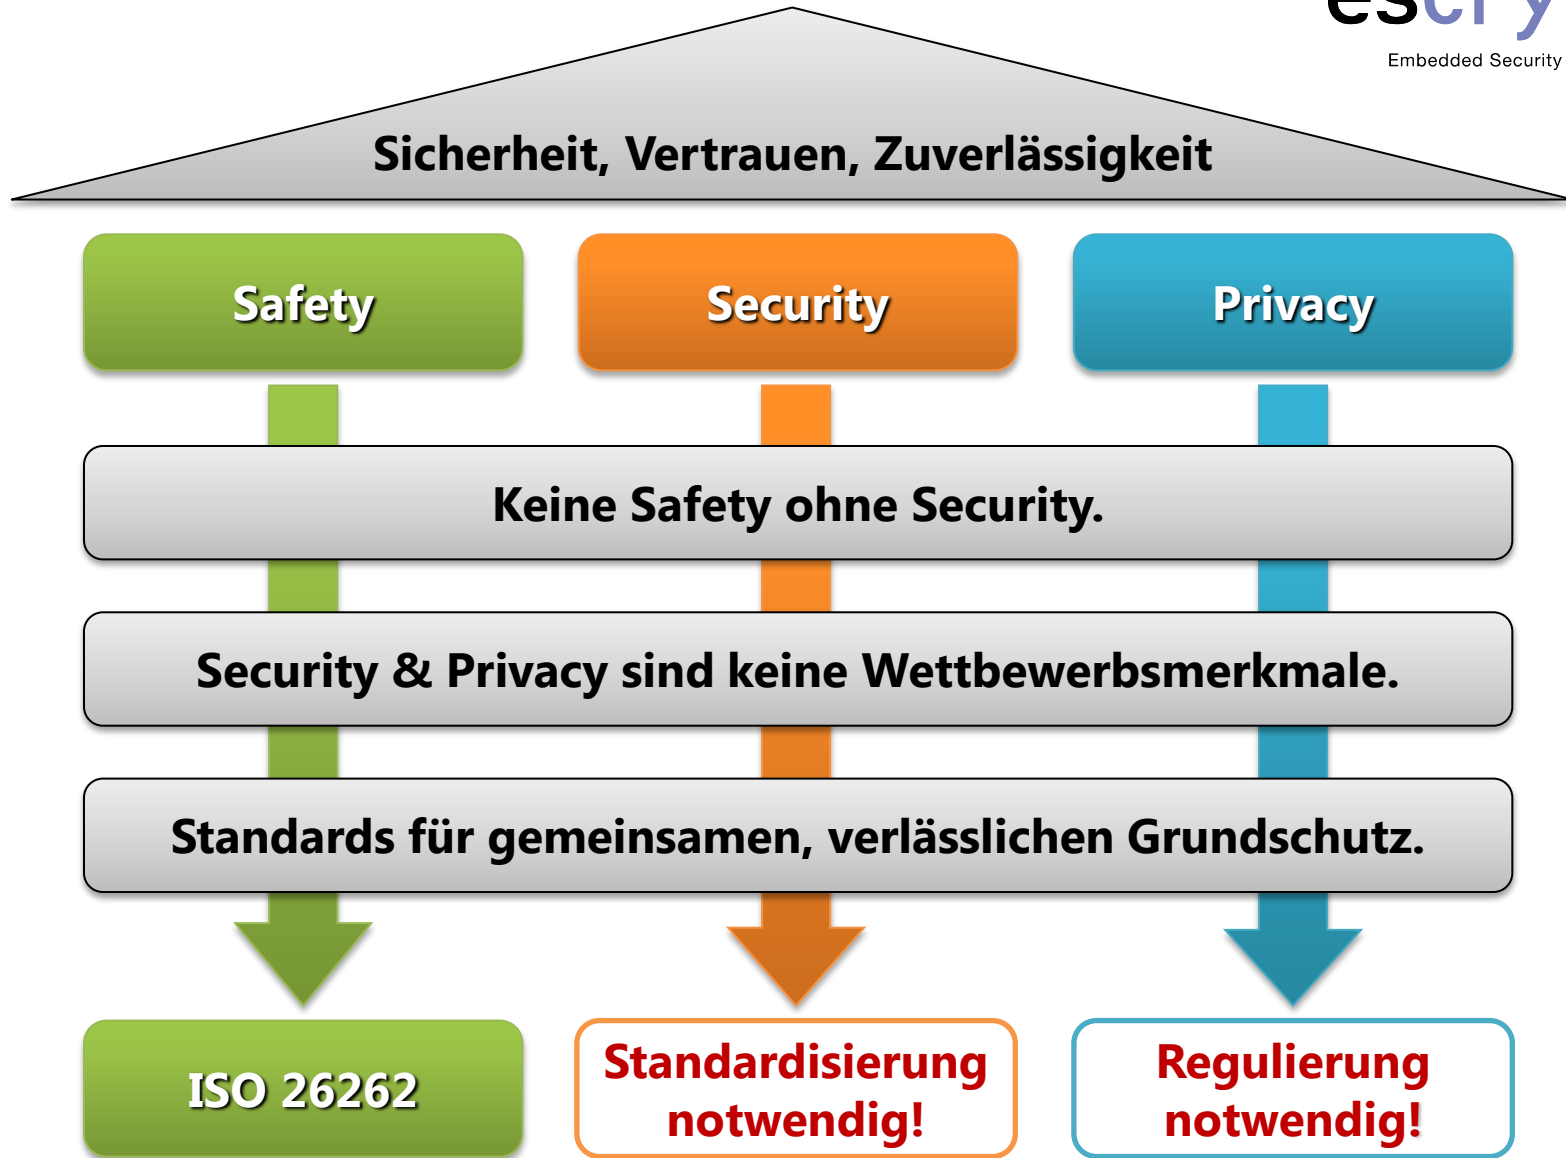 Embedded Security
Sicherheit, Vertrauen, Zuverlässigkeit
Safety
Security
Privacy
Keine Safety ohne Security.
Security & Privacy sind keine Wettbewerbsmerkmale.
Standards für gemeinsamen, verlässlichen Grundschutz.
ISO 26262
Standardisierung
notwendig!
Regulierung
notwendig!